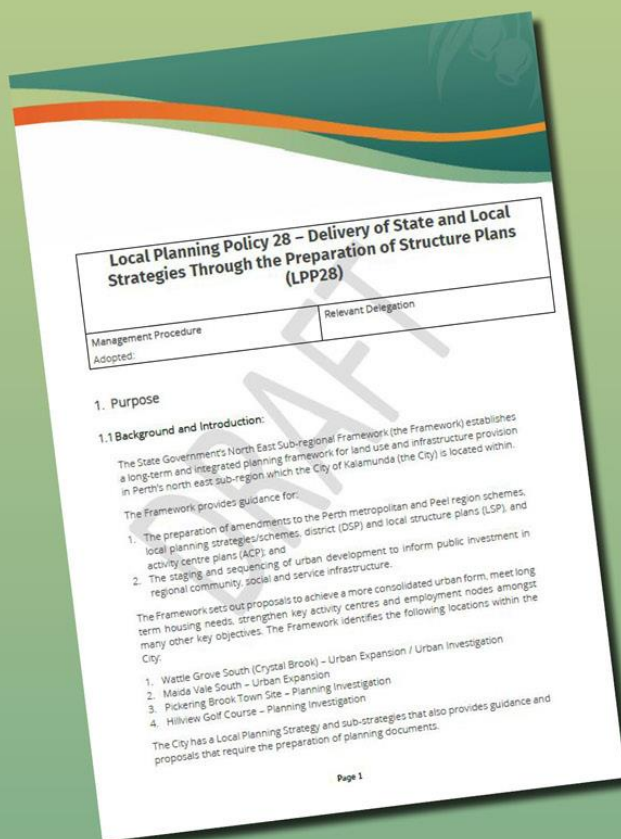 Local Planning Policy 28 – Delivery of State and Local
Strategies Through the Preparation of Structure Plans
(LPP28)
Management Procedure
Relevant Delegation
Adopted:
DRAFT
1. Purpose
1.1 Background and Introduction:
The State Government's North East Sub-regional Framework (the Framework) establishes
a long-term and integrated planning framework for land use and infrastructure provision
in Perth's north east sub-region which the City of Kalamunda (the City) is located within.
The Framework provides guidance for:
1. The preparation of amendments to the Perth metropolitan and Peel region schemes,
local planning strategies/schemes, district (DSP) and local structure plans (LSP), and
activity centre plans (ACP); and
2. The staging and sequencing of urban development to inform public investment in
regional community, social and service infrastructure.
The Framework sets out proposals to achieve a more consolidated urban form, meet long
term housing needs, strengthen key activity centres and employment nodes amongst
many other key objectives. The Framework identifies the following locations within the
City:
1. Wattle Grove South (Crystal Brook) – Urban Expansion / Urban Investigation
2. Maida Vale South – Urban Expansion
3. Pickering Brook Town Site – Planning Investigation
4. Hillview Golf Course – Planning Investigation
The City has a Local Planning Strategy and sub-strategies that also provides guidance and
proposals that require the preparation of planning documents.
Page 1